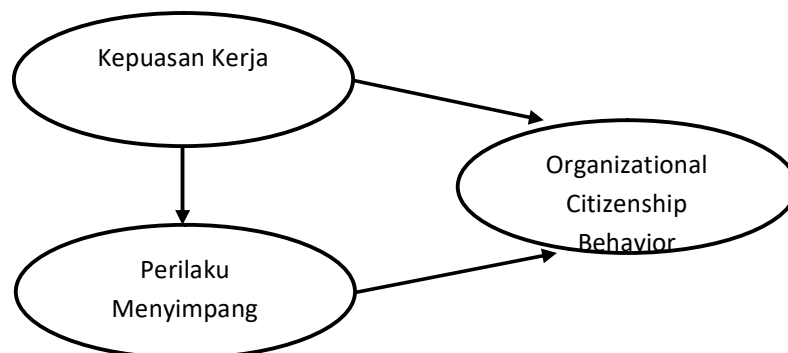 Kepuasan Kerja
Organizational
Citizenship
Behavior
Perilaku
Menyimpang